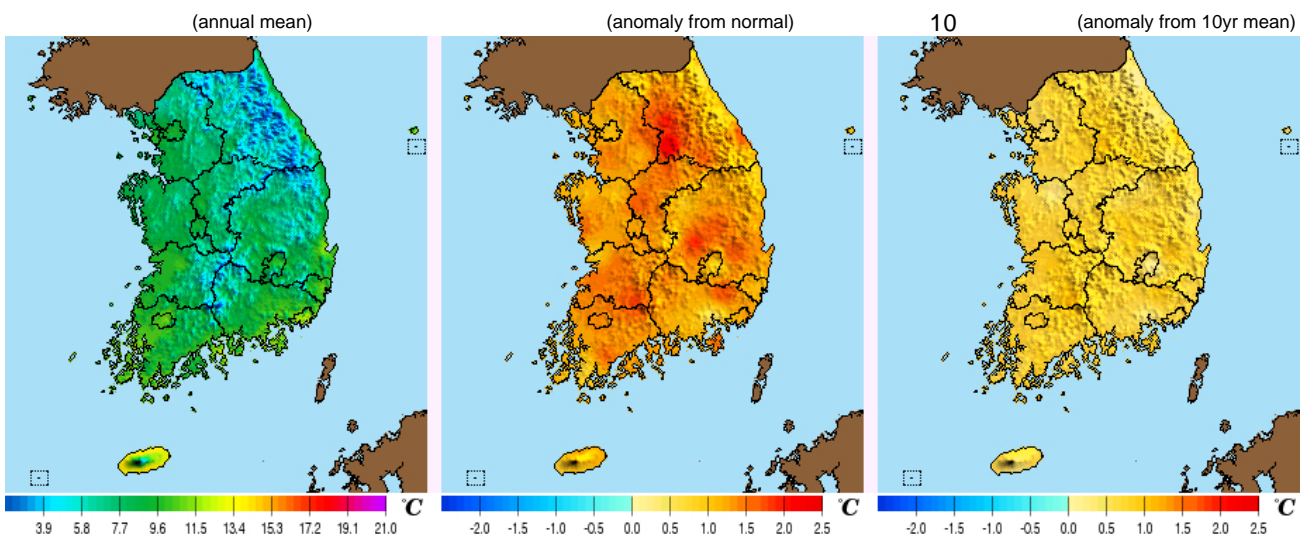 (annual mean)
(anomaly from normal)
10 (anomaly from 10yr mean)
3.9 5.8 7.7 9.6 11.5 13.4 15.3 17.2 19.1 21.0 °C
-2.0 -1.5 -1.0 -0.5 0.0 0.5 1.0 1.5 2.0 2.5 °C
-2.0 -1.5 -1.0 -0.5 0.0 0.5 1.0 1.5 2.0 2.5 °C